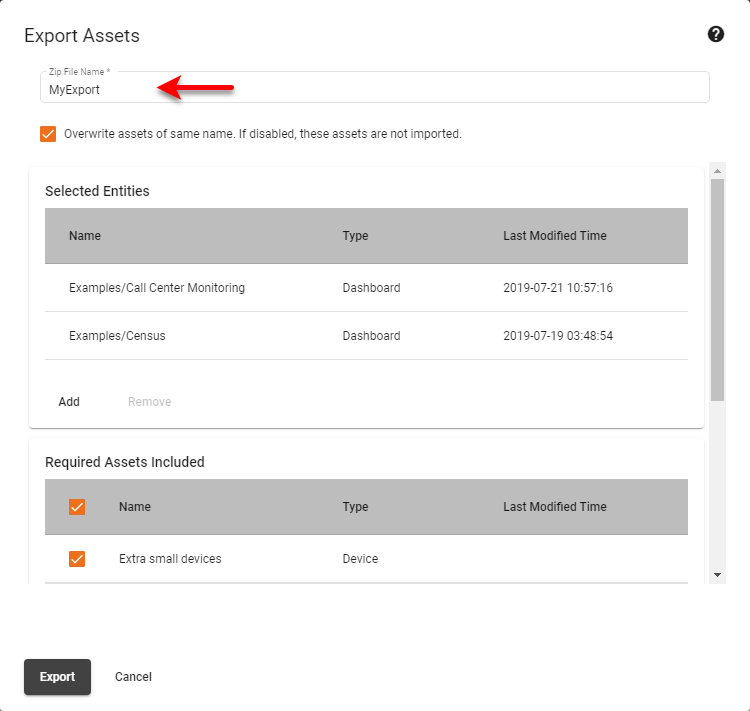 Export Assets
Zip File Name *
MyExport
Overwrite assets of same name. If disabled, these assets are not imported.
Selected Entities
Name Type Last Modified Time
Examples/Call Center Monitoring Dashboard 2019-07-21 10:57:16
Examples/Census Dashboard 2019-07-19 03:48:54
Add Remove
Required Assets Included
Name Type Last Modified Time
Extra small devices Device
Export Cancel